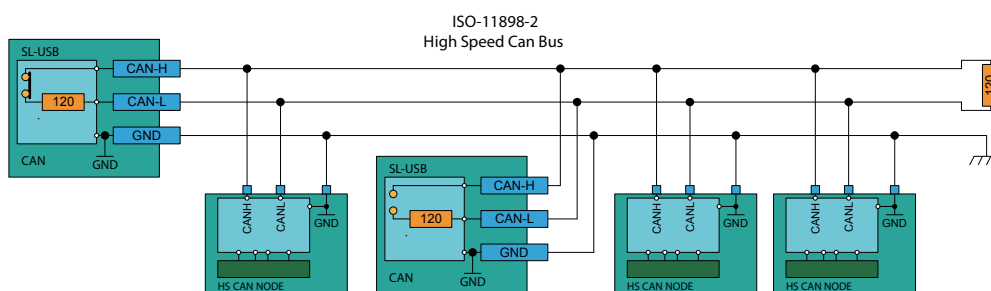 ISO-11898-2
High Speed Can Bus
SL-USB
CAN-H
120
CAN-L
GND
CAN
GND
120
SL-USB
CAN-H
120
CAN-L
GND
CAN
GND
CANH
CANL
GND
HS CAN NODE
CANH
CANL
GND
HS CAN NODE
CANH
CANL
GND
HS CAN NODE